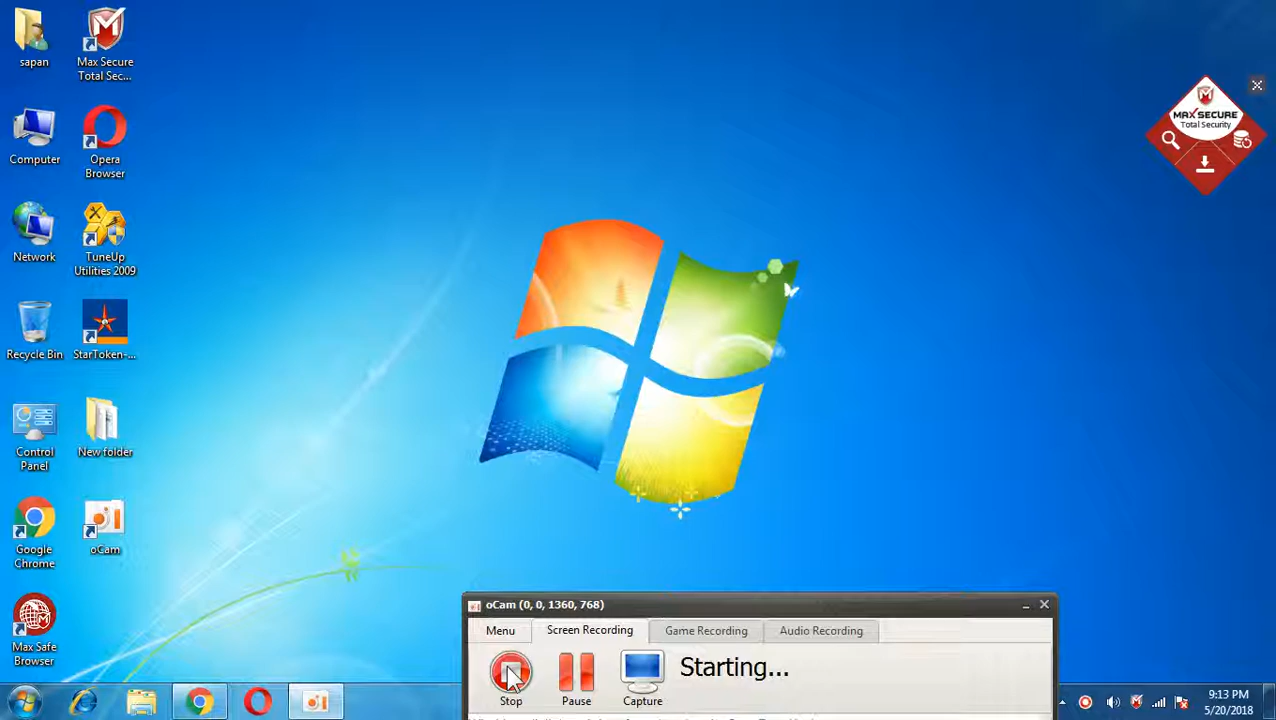 sapan
Max Secure
Total Sec...
Computer
Opera
Browser
Network
TuneUp
Utilities 2009
Recycle Bin
StarToken-...
Control
Panel
New folder
Google
Chrome
oCam
Max Safe
Browser
MAX SECURE
Total Security
oCam (0, 0, 1360, 768)
Menu
Screen Recording
Game Recording
Audio Recording
Stop
Pause
Capture
Starting...
9:13 PM
5/20/2018